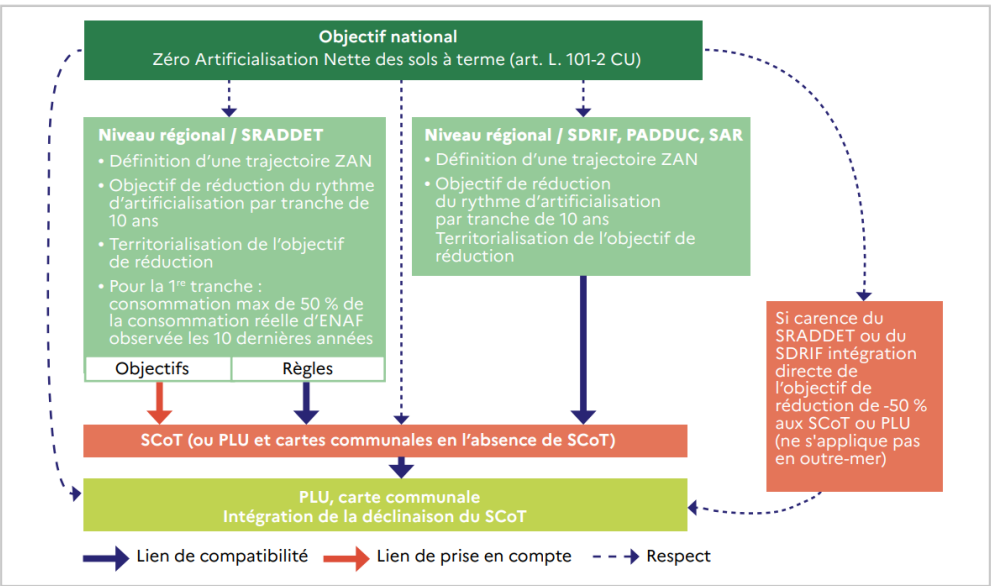 Objectif national
Zéro Artificialisation Nette des sols à terme (art. L. 101-2 CU)
Niveau régional / SRADDET
• Définition d’une trajectoire ZAN
• Objectif de réduction du rythme
d’artificialisation par tranche de
10 ans
• Territorialisation de l’objectif
de réduction
• Pour la 1re tranche :
consommation max de 50 % de
la consommation réelle d’ENAF
observée les 10 dernières années
Objectifs
Règles
Niveau régional / SDRIF, PADDUC, SAR
• Définition d’une trajectoire ZAN
• Objectif de réduction
du rythme d’artificialisation
par tranche de 10 ans
Territorialisation de l’objectif de
réduction
Si carence du
SRADDET ou du
SDRIF intégration
directe de
l’objectif de
réduction de -50 %
aux SCoT ou PLU
(ne s'applique pas
en outre-mer)
SCoT (ou PLU et cartes communales en l’absence de SCoT)
PLU, carte communale
Intégration de la déclinaison du SCoT
Lien de compatibilité
Lien de prise en compte
Respect